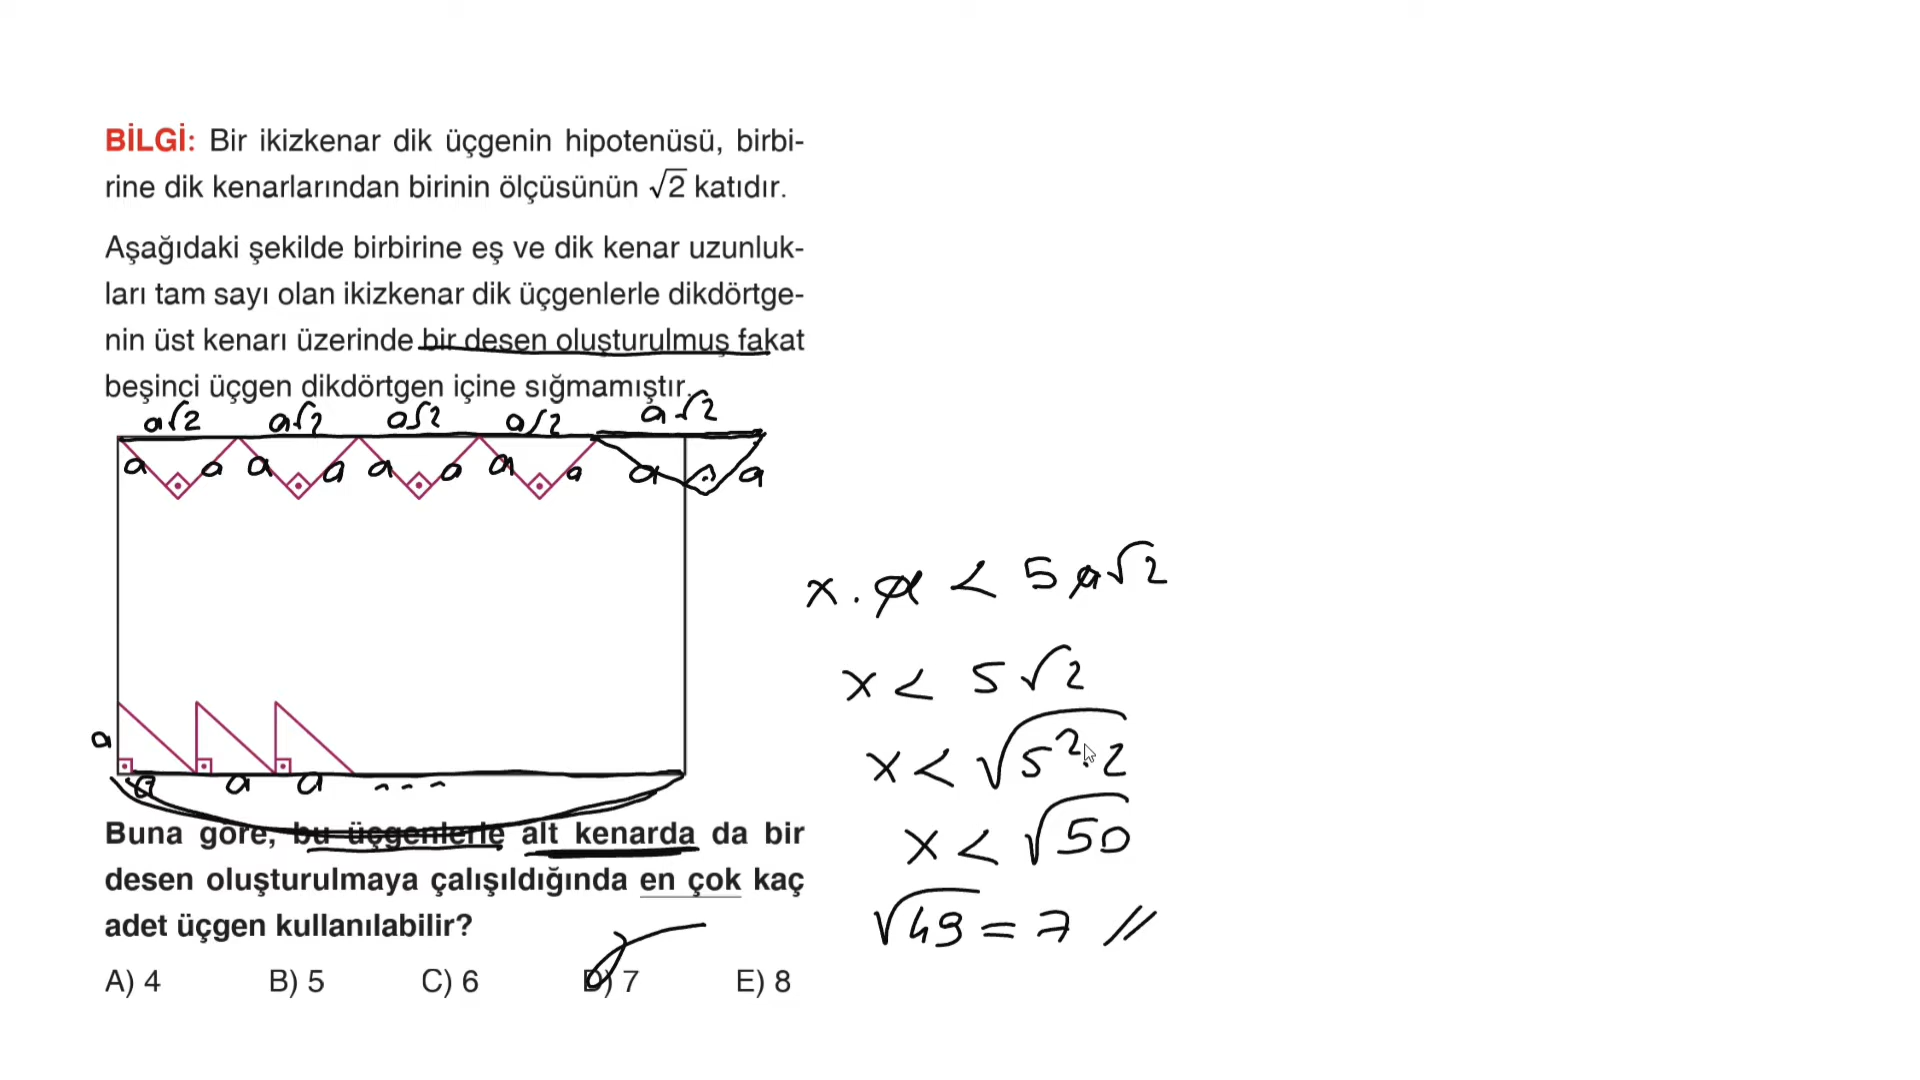 BİLGİ: Bir ikizkenar dik üçgenin hipotenüsü, birbi-
rine dik kenarlarından birinin ölçüsünün √2 katıdır.
Aşağıdaki şekilde birbirine eş ve dik kenar uzunluk-
ları tam sayı olan ikizkenar dik üçgenlerle dikdörtge-
nin üst kenarı üzerinde bir desen oluşturulmuş fakat
beşinci üçgen dikdörtgen içine sığmamıştır.
a√2 a√2 a√2 a√2 a√2
a a a a a a a a a a
x . a < 5 a√2
x < 5 √2
a
x < √5² . 2
a a a ---
Buna göre, bu üçgenlerle alt kenarda da bir
x < √50
desen oluşturulmaya çalışıldığında en çok kaç
adet üçgen kullanılabilir?
√49 = 7 //
A) 4 B) 5 C) 6 D) 7 E) 8